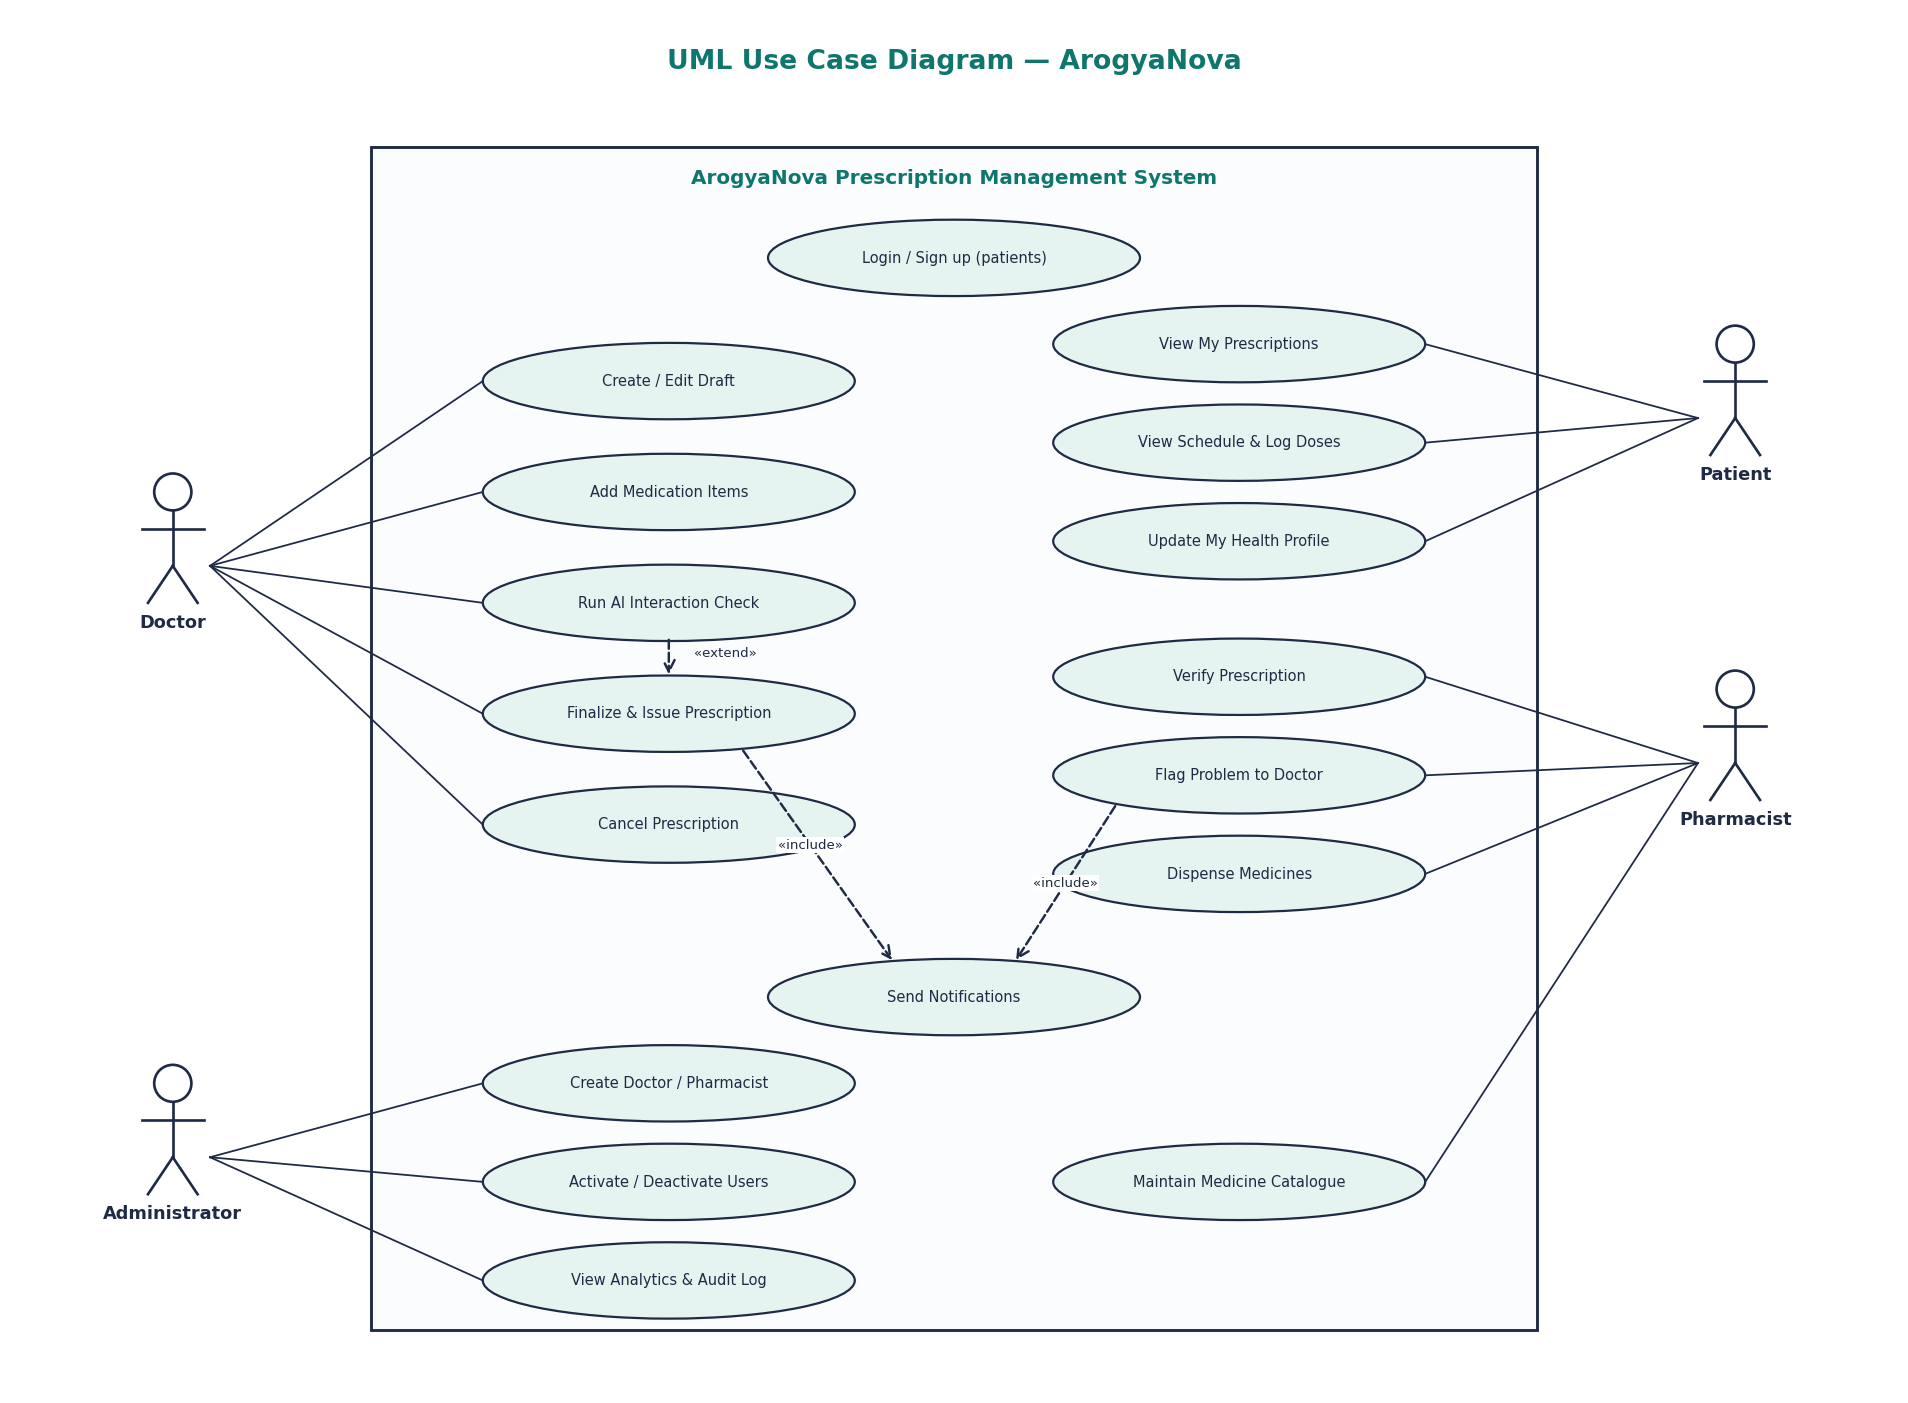 UML Use Case Diagram — ArogyaNova
ArogyaNova Prescription Management System
Login / Sign up (patients)
View My Prescriptions
Create / Edit Draft
View Schedule & Log Doses
Patient
Add Medication Items
Update My Health Profile
Run AI Interaction Check
Doctor
«extend»
Verify Prescription
Finalize & Issue Prescription
Flag Problem to Doctor
Pharmacist
Cancel Prescription
«include»
Dispense Medicines
«include»
Send Notifications
Create Doctor / Pharmacist
Activate / Deactivate Users
Maintain Medicine Catalogue
Administrator
View Analytics & Audit Log